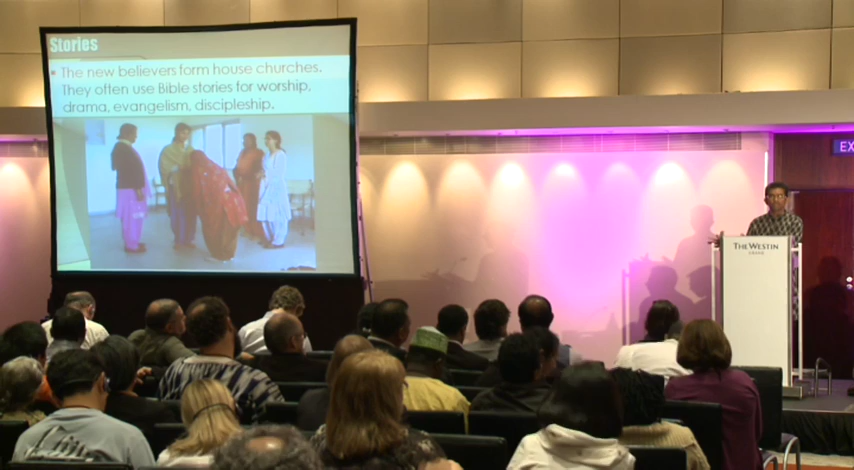 Stories
The new believers form house churches.
They often use Bible stories for worship,
drama, evangelism, discipleship.
EX
THE WESTIN